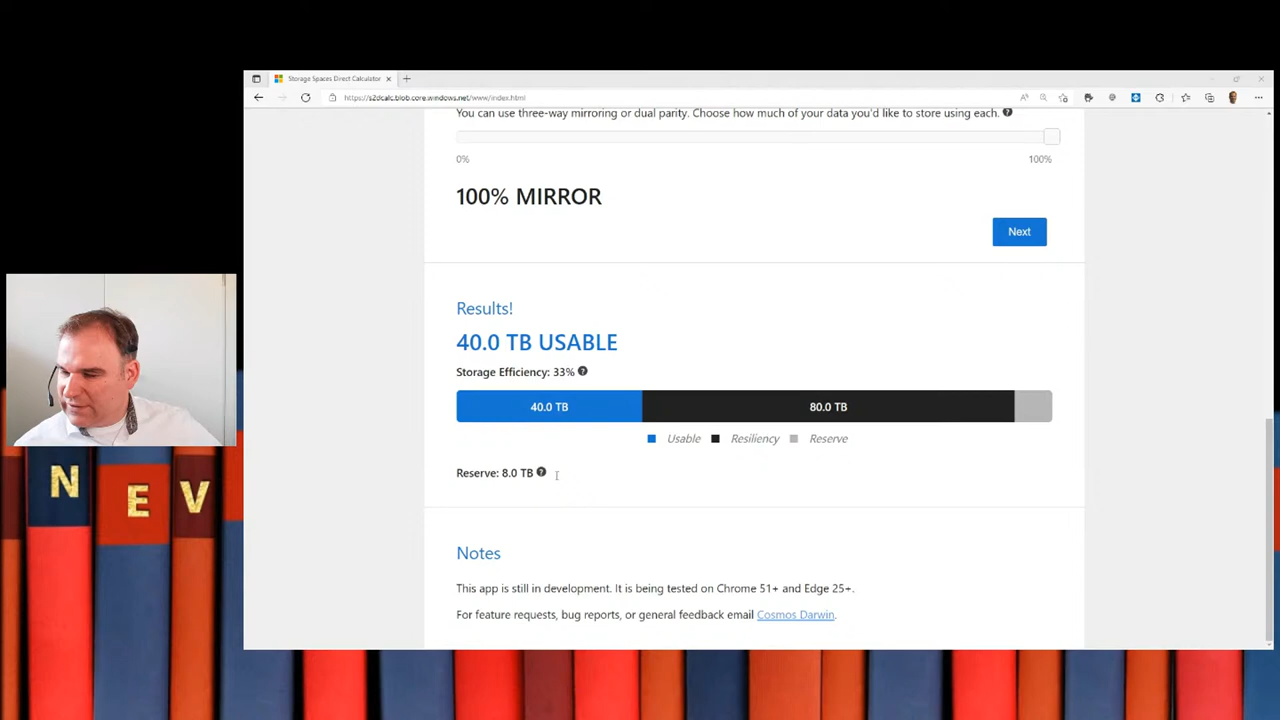 Storage Spaces Direct Calculator
https://s2dcalc.blob.core.windows.net/www/index.html
You can use three-way mirroring or dual parity. Choose how much of your data you'd like to store using each.
0%
100%
100% MIRROR
Next
Results!
40.0 TB USABLE
Storage Efficiency: 33%
40.0 TB
80.0 TB
Usable
Resiliency
Reserve
Reserve: 8.0 TB
N E V
Notes
This app is still in development. It is being tested on Chrome 51+ and Edge 25+.
For feature requests, bug reports, or general feedback email Cosmos Darwin.